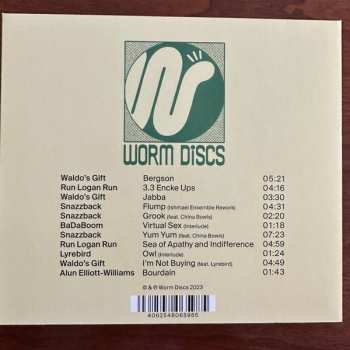 WORM DISCS
Waldo's Gift Bergson 05:21
Run Logan Run 3.3 Encke Ups 04:16
Waldo's Gift Jabba 03:30
Snazzback Flump (Ishmael Ensemble Rework) 04:31
Snazzback Grook (feat. China Bowls) 02:20
BaDaBoom Virtual Sex (Interlude) 01:18
Snazzback Yum Yum (feat. China Bowls) 07:23
Run Logan Run Sea of Apathy and Indifference 04:59
Lyrebird Owl (Interlude) 01:24
Waldo's Gift I'm Not Buying (feat. Lyrebird) 04:49
Alun Elliott-Williams Bourdain 01:43
© & ℗ Worm Discs 2023
4062548065985